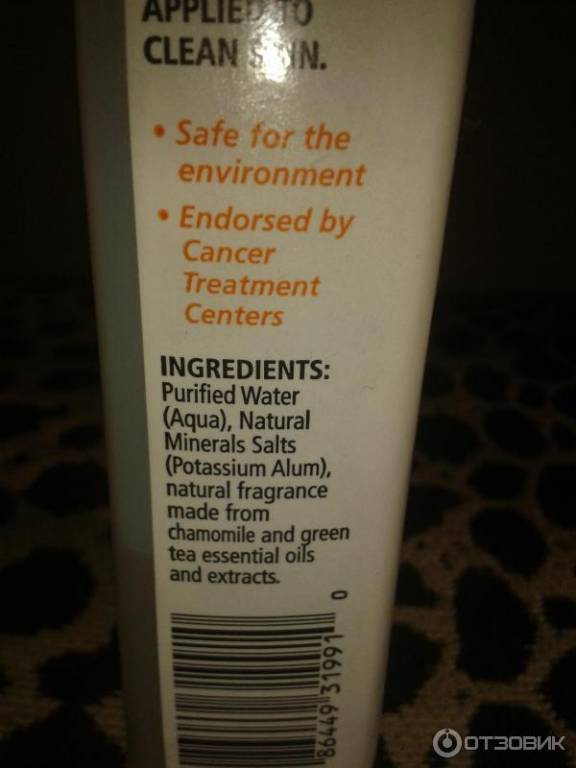 APPLIED TO
CLEAN SKIN.
• Safe for the
environment
• Endorsed by
Cancer
Treatment
Centers
INGREDIENTS:
Purified Water
(Aqua), Natural
Minerals Salts
(Potassium Alum),
natural fragrance
made from
chamomile and green
tea essential oils
and extracts.
86449 31991 0
ОТЗОВИК